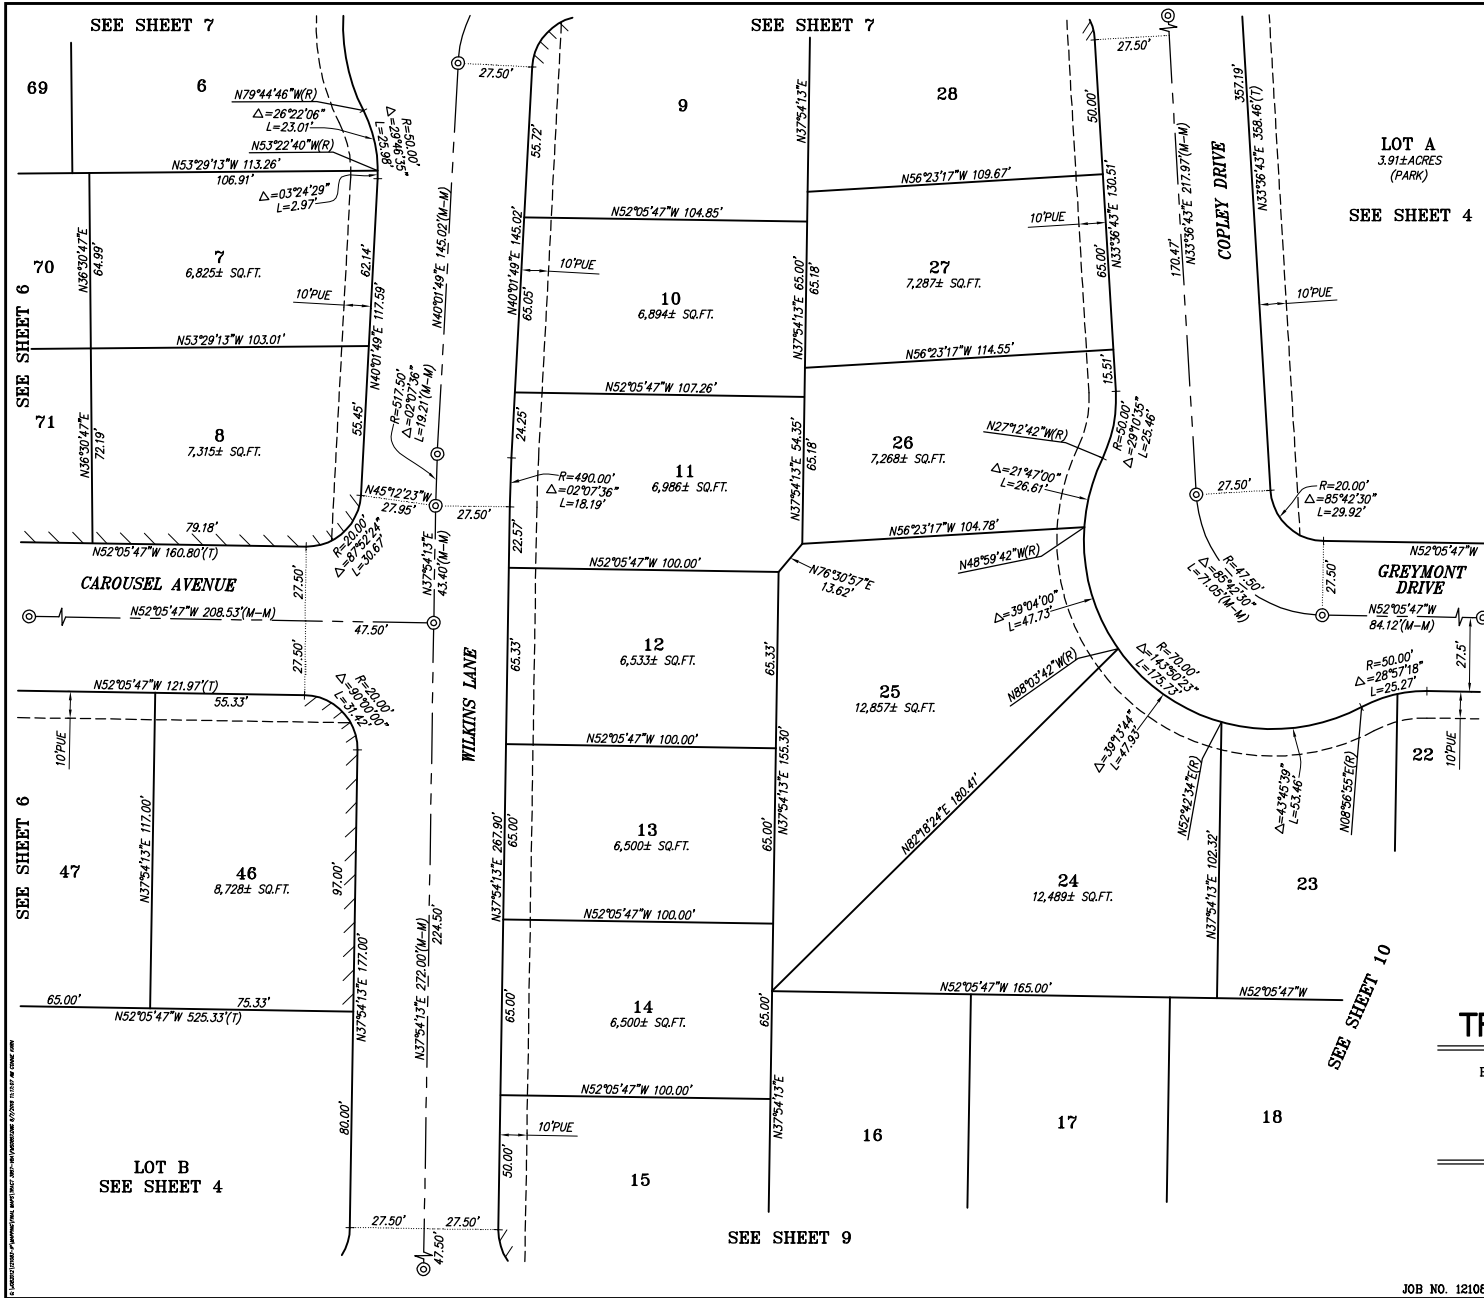 SEE SHEET 7
SEE SHEET 7
69
6
N79°44'46"W(R)
△=26°22'06"
L=23.01'
N53°22'40"W(R)
R=50.00'
△=29°46'35"
L=25.98'
N53°29'13"W 113.26'
106.91'
△=03°24'29"
L=2.97'
27.50'
55.72'
9
N37°54'13"E
28
50.00'
27.50'
357.19'
N33°36'43"E 358.46'(T)
LOT A
3.91±ACRES
(PARK)
SEE SHEET 4
COPLEY DRIVE
N33°36'43"E 217.97'(M-M)
170.47'
N56°23'17"W 109.67'
N33°36'43"E 130.51'
10'PUE
65.00'
N52°05'47"W 104.85'
N40°01'49"E 145.02'(M-M)
N40°01'49"E 145.02'
65.05'
10'PUE
70
N36°30'47"E
64.99'
7
6,825± SQ.FT.
10'PUE
62.14'
N40°01'49"E 117.59'
10
6,894± SQ.FT.
N37°54'13"E 65.00'
65.18'
27
7,287± SQ.FT.
10'PUE
SEE SHEET 6
N53°29'13"W 103.01'
N56°23'17"W 114.55'
15.51'
N52°05'47"W 107.26'
71
N36°30'47"E
72.19'
8
7,315± SQ.FT.
55.45'
R=517.50'
△=02°07'36"
L=19.21'(M-M)
24.25'
R=490.00'
△=02°07'36"
L=18.19'
11
6,986± SQ.FT.
N37°54'13"E 54.35'
65.18'
26
7,268± SQ.FT.
N27°12'42"W(R)
R=50.00'
△=29°10'35"
L=25.46'
△=21°47'00"
L=26.61'
27.50'
R=20.00'
△=85°42'30"
L=29.92'
N45°12'23"W
27.95'
27.50'
22.57'
79.18'
N52°05'47"W 160.80'(T)
R=20.00'
△=87°52'24"
L=30.67'
N37°54'13"E
43.40'(M-M)
N56°23'17"W 104.78'
N48°59'42"W(R)
N52°05'47"W 100.00'
N76°30'57"E
13.62'
N52°05'47"W
GREYMONT
DRIVE
CAROUSEL AVENUE
27.50'
N52°05'47"W 208.53'(M-M)
47.50'
27.50'
△=39°04'00"
L=47.73'
R=47.50'
△=85°42'30"
L=71.05'(M-M)
27.50'
N52°05'47"W
84.12'(M-M)
27.5'
12
6,533± SQ.FT.
65.33'
65.33'
N88°03'42"W(R)
R=70.00'
△=143°50'23"
L=175.73'
R=50.00'
△=28°57'18"
L=25.27'
N52°05'47"W 121.97'(T)
55.33'
R=20.00'
△=90°00'00"
L=31.42'
WILKINS LANE
25
12,857± SQ.FT.
△=39°13'44"
L=47.93'
22
10'PUE
10'PUE
N52°05'47"W 100.00'
N37°54'13"E 155.30'
N82°18'24"E 180.41'
N52°42'34"E(R)
△=43°45'39"
L=53.46'
N08°56'55"E(R)
SEE SHEET 6
47
N37°54'13"E 117.00'
46
8,728± SQ.FT.
97.00'
N37°54'13"E 267.90'
65.00'
13
6,500± SQ.FT.
65.00'
24
12,489± SQ.FT.
N37°54'13"E 102.32'
23
N52°05'47"W 100.00'
N37°54'13"E 272.00'(M-M)
224.50'
SEE SHEET 10
65.00'
75.33'
N52°05'47"W 525.33'(T)
N37°54'13"E 177.00'
65.00'
14
6,500± SQ.FT.
65.00'
N52°05'47"W 165.00'
N52°05'47"W
N52°05'47"W 100.00'
N37°54'13"E
80.00'
10'PUE
50.00'
16
17
18
LOT B
SEE SHEET 4
15
27.50'
27.50'
47.50'
SEE SHEET 9
JOB NO. 12108